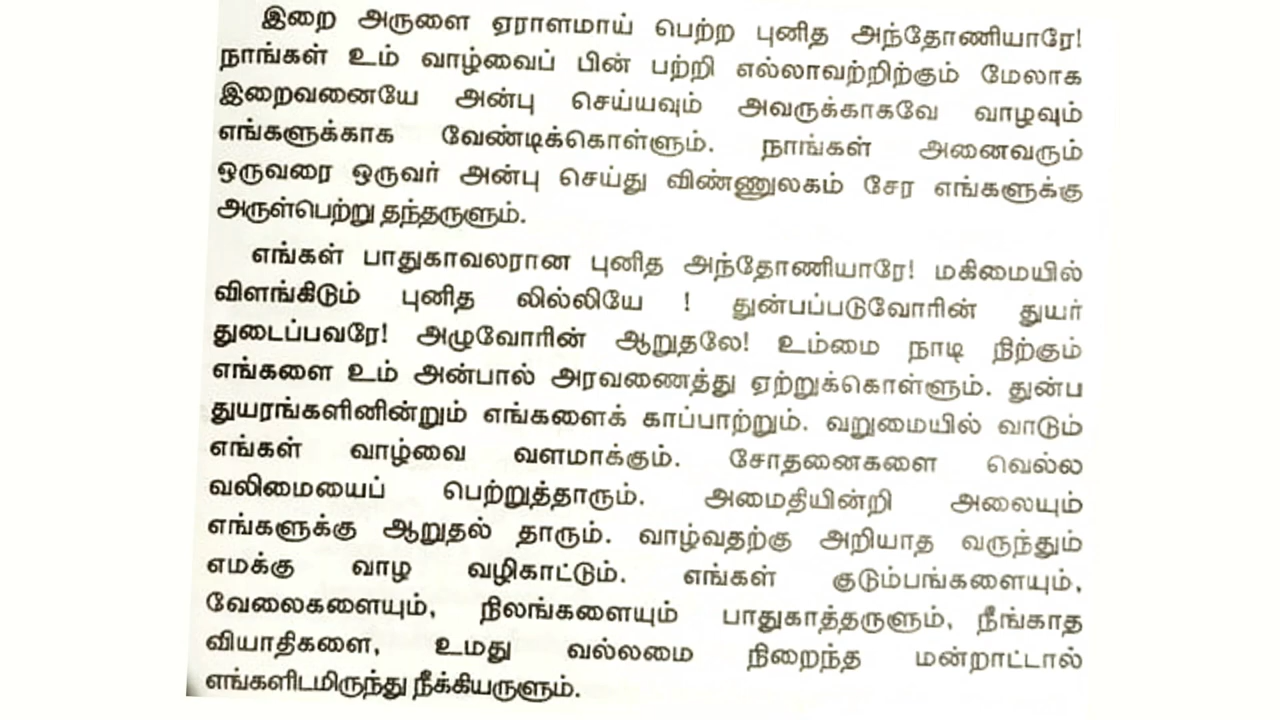 இறை அருளை ஏராளமாய் பெற்ற புனித அந்தோணியாரே!
நாங்கள் உம் வாழ்வைப் பின் பற்றி எல்லாவற்றிற்கும் மேலாக
இறைவனையே அன்பு செய்யவும் அவருக்காகவே வாழவும்
எங்களுக்காக வேண்டிக்கொள்ளும். நாங்கள் அனைவரும்
ஒருவரை ஒருவர் அன்பு செய்து விண்ணுலகம் சேர எங்களுக்கு
அருள்பெற்று தந்தருளும்.
எங்கள் பாதுகாவலரான புனித அந்தோணியாரே! மகிமையில்
விளங்கிடும் புனித லில்லியே ! துன்பப்படுவோரின் துயர்
துடைப்பவரே! அழுவோரின் ஆறுதலே! உம்மை நாடி நிற்கும்
எங்களை உம் அன்பால் அரவணைத்து ஏற்றுக்கொள்ளும். துன்ப
துயரங்களினின்றும் எங்களைக் காப்பாற்றும். வறுமையில் வாடும்
எங்கள் வாழ்வை வளமாக்கும். சோதனைகளை வெல்ல
வலிமையைப் பெற்றுத்தாரும். அமைதியின்றி அலையும்
எங்களுக்கு ஆறுதல் தாரும். வாழ்வதற்கு அறியாத வருந்தும்
எமக்கு வாழ வழிகாட்டும். எங்கள் குடும்பங்களையும்,
வேலைகளையும், நிலங்களையும் பாதுகாத்தருளும், நீங்காத
வியாதிகளை, உமது வல்லமை நிறைந்த மன்றாட்டால்
எங்களிடமிருந்து நீக்கியருளும்.